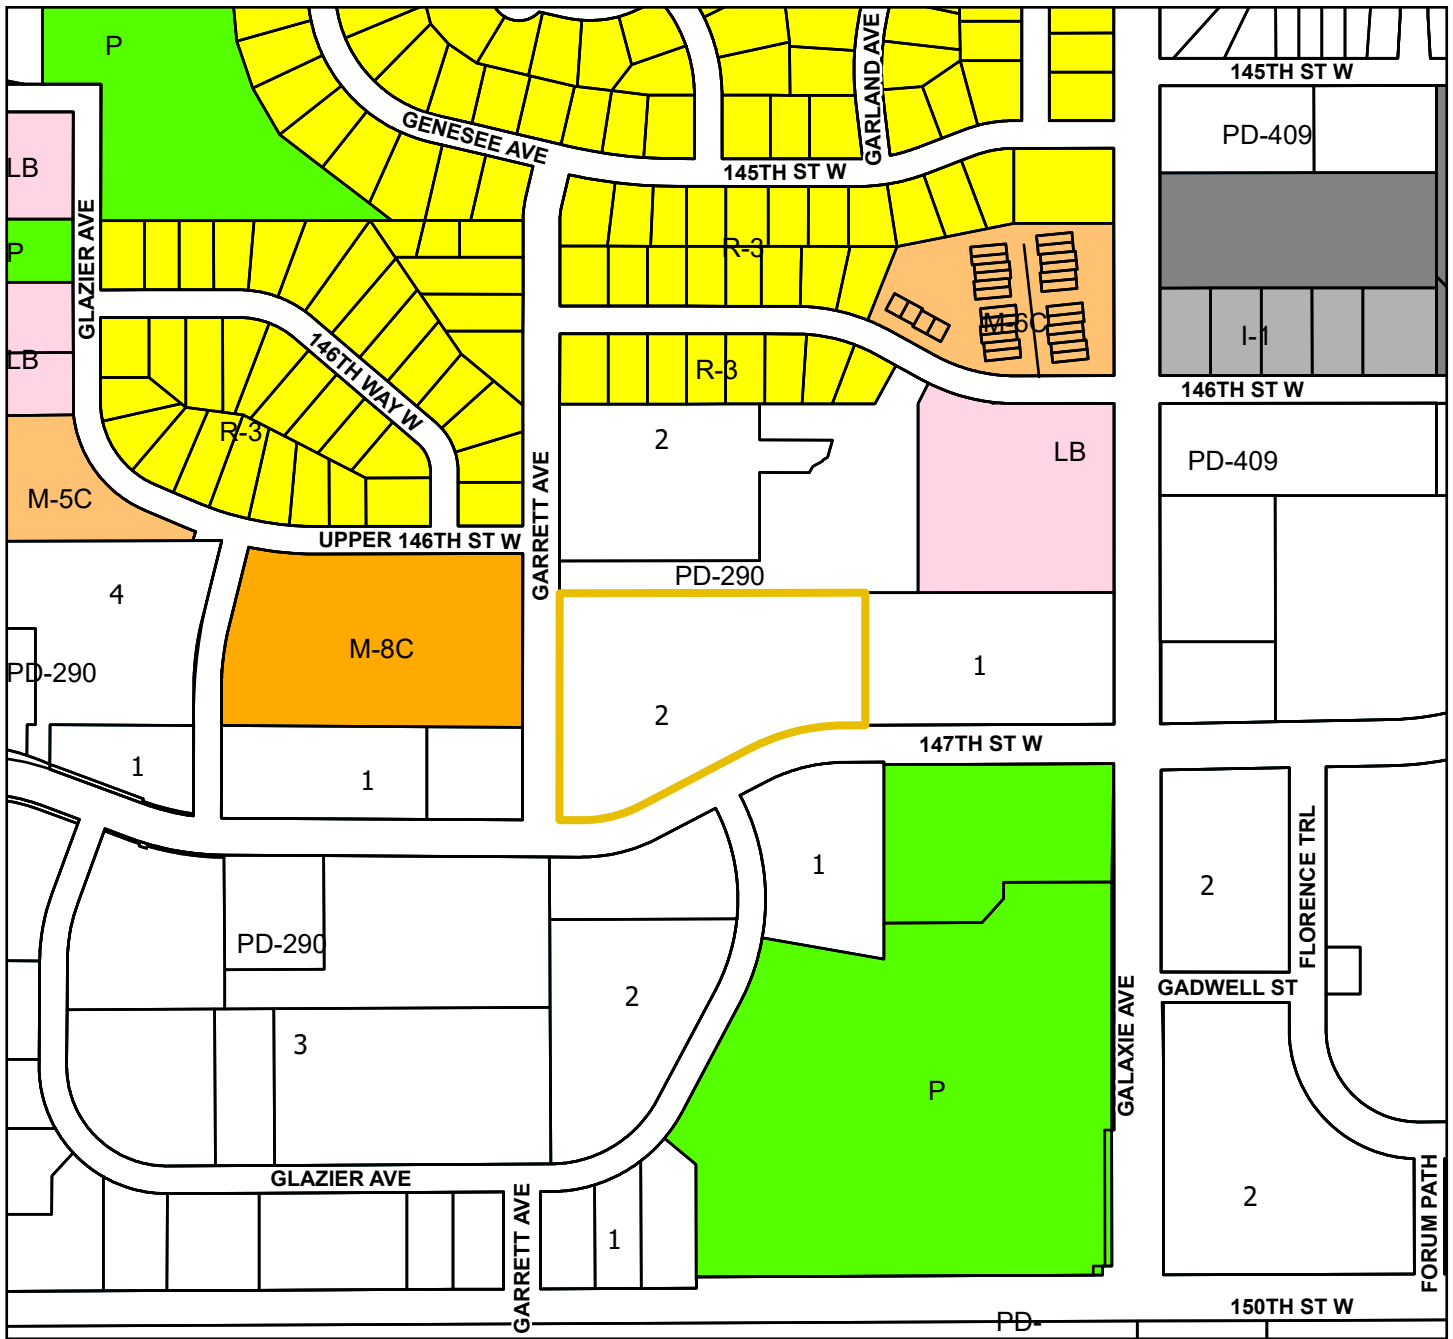 P
GARLAND AVE
145TH ST W
GENESEE AVE
PD-409
LB
145TH ST W
GLAZIER AVE
P
R-3
M-6C
I-1
LB
146TH WAY W
R-3
146TH ST W
R-3
2
LB
PD-409
M-5C
GARRETT AVE
UPPER 146TH ST W
PD-290
4
M-8C
1
PD-290
2
147TH ST W
1
1
1
2
FLORENCE TRL
PD-290
GADWELL ST
2
3
GALAXIE AVE
P
GLAZIER AVE
2
GARRETT AVE
1
FORUM PATH
150TH ST W
PD-